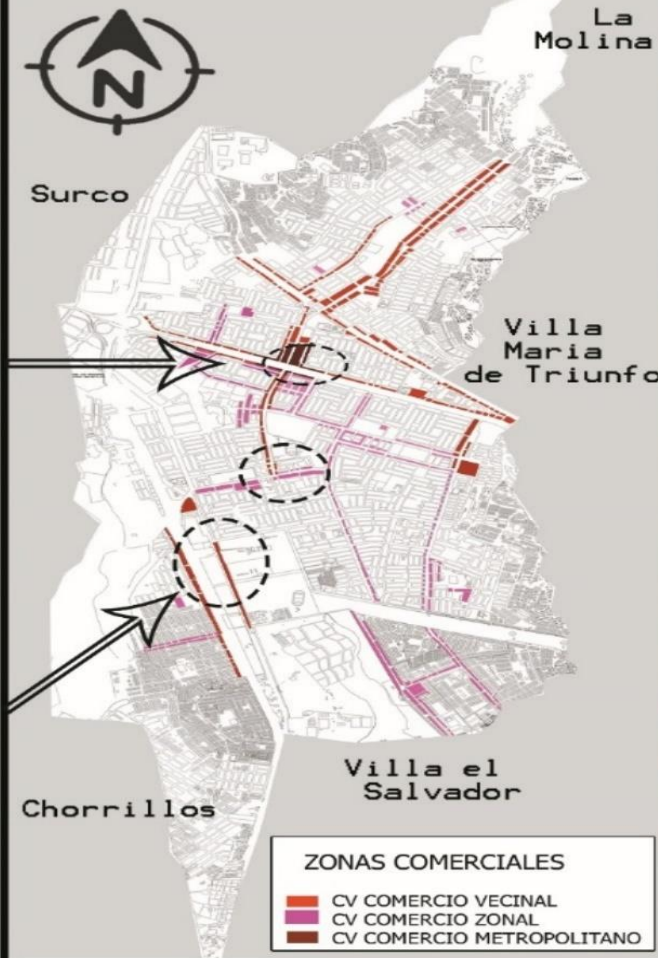 La
Molina
N
Surco
Villa
Maria
de Triunfo
Villa el
Salvador
Chorrillos
ZONAS COMERCIALES
CV COMERCIO VECINAL
CV COMERCIO ZONAL
CV COMERCIO METROPOLITANO